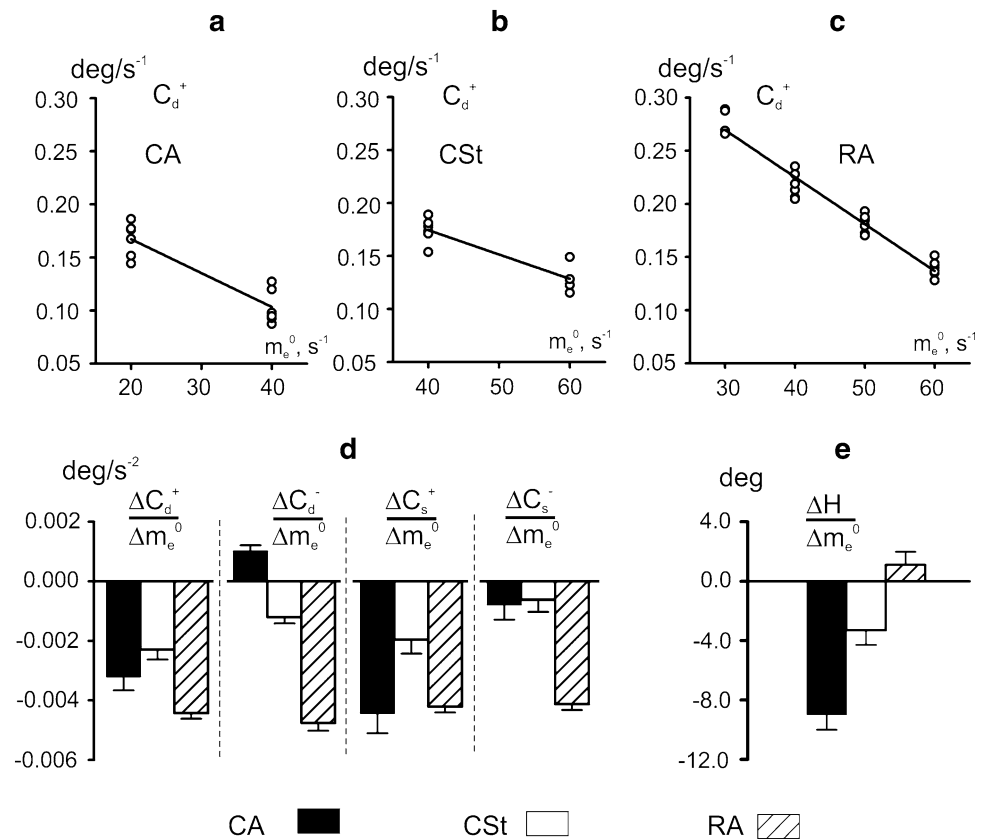 a
deg/s⁻¹
C_d⁺
CA
0.30
0.25
0.20
0.15
0.10
0.05
m_e⁰, s⁻¹
20 30 40
b
deg/s⁻¹
C_d⁺
CSt
0.30
0.25
0.20
0.15
0.10
0.05
m_e⁰, s⁻¹
40 50 60
c
deg/s⁻¹
C_d⁺
RA
0.30
0.25
0.20
0.15
0.10
0.05
m_e⁰, s⁻¹
30 40 50 60
d
deg/s⁻²
ΔC_d⁺ ΔC_d⁻ ΔC_s⁺ ΔC_s⁻
Δm_e⁰ Δm_e⁰ Δm_e⁰ Δm_e⁰
0.002
0.000
-0.002
-0.004
-0.006
e
deg
ΔH
Δm_e⁰
4.0
0.0
-4.0
-8.0
-12.0
CA CSt RA